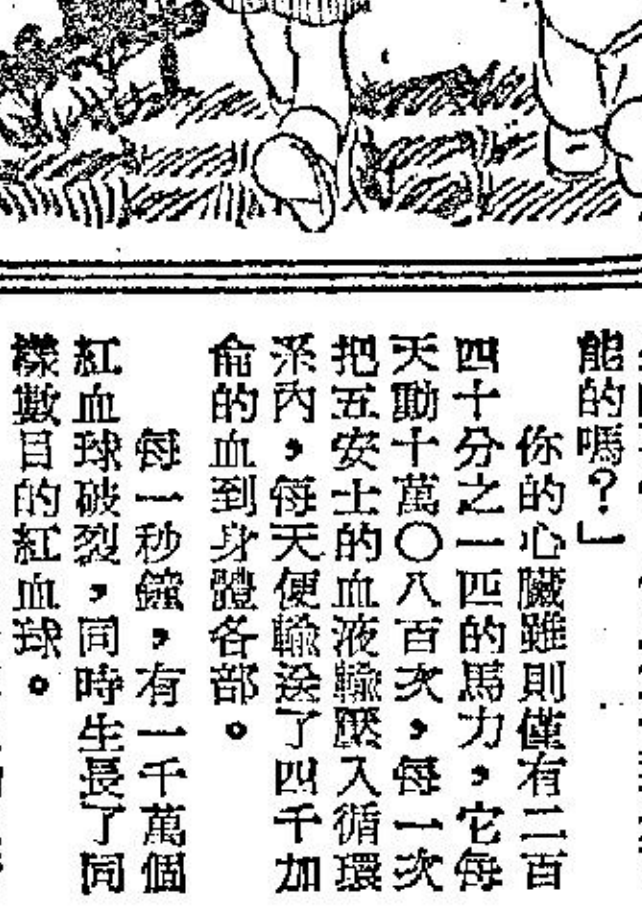 能的嗎？」
你的心臟雖則僅有二百
四十分之一匹的馬力，它每
天動十萬〇八百次，每一次
把五安士的血液輸壓入循環
系內，每天便輸送了四千加
侖的血到身體各部。
每一秒鐘，有一千萬個
紅血球破裂，同時生長了同
樣數目的紅血球。